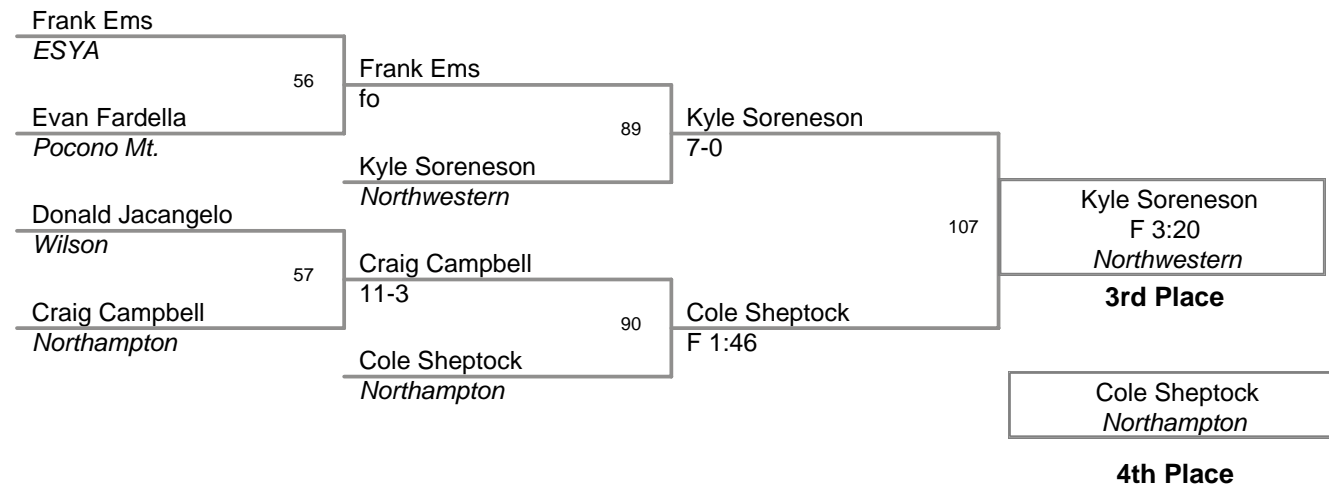 Frank Ems
ESYA
56
Evan Fardella
Pocono Mt.
Donald Jacangelo
Wilson
57
Craig Campbell
Northampton
Frank Ems
fo
89
Kyle Soreneson
Northwestern
Craig Campbell
11-3
90
Cole Sheptock
Northampton
Kyle Soreneson
7-0
107
Cole Sheptock
F 1:46
Kyle Soreneson
F 3:20
Northwestern
3rd Place
Cole Sheptock
Northampton
4th Place